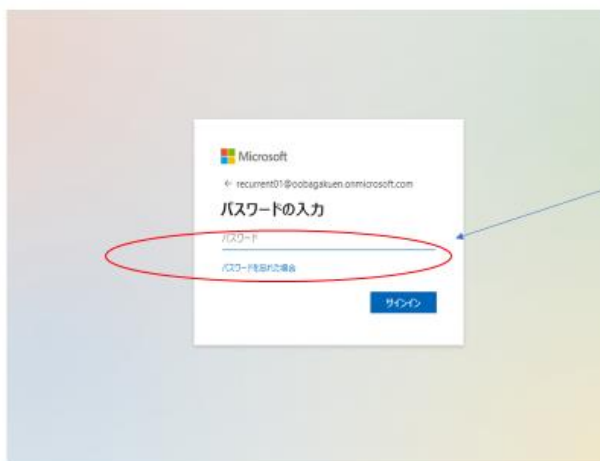 Microsoft
← recurrent01@oobagakuen.onmicrosoft.com
パスワードの入力
パスワード
パスワードを忘れた場合
サインイン